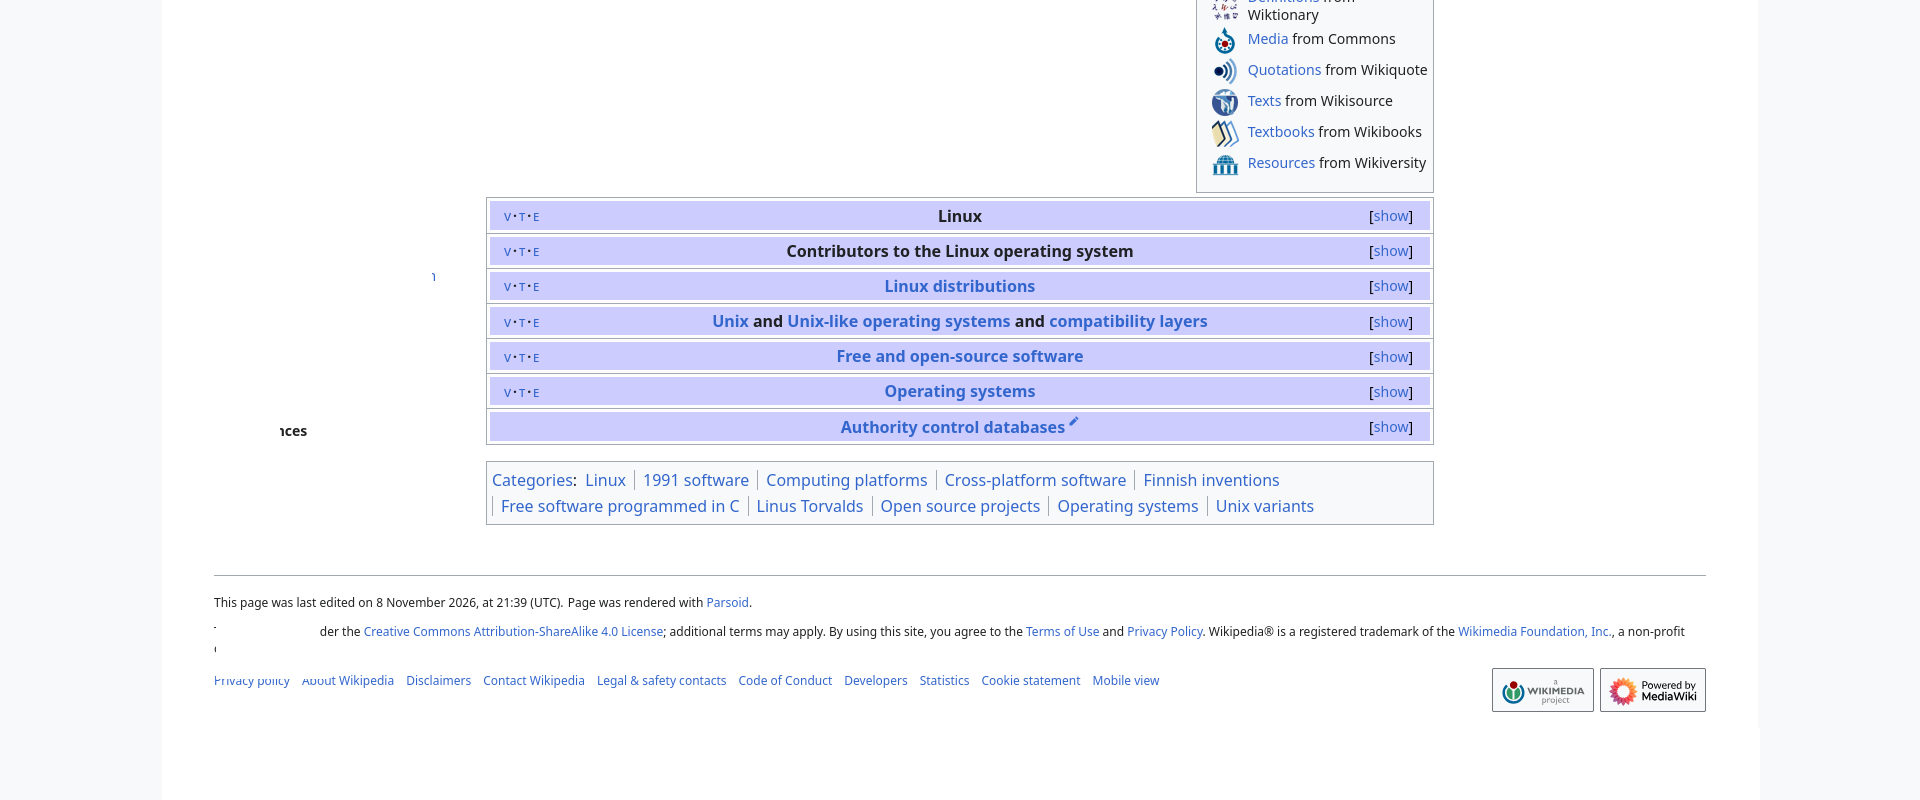 Wiktionary
Media from Commons
Quotations from Wikiquote
Texts from Wikisource
Textbooks from Wikibooks
Resources from Wikiversity
V·T·E Linux [show]
V·T·E Contributors to the Linux operating system [show]
V·T·E Linux distributions [show]
V·T·E Unix and Unix-like operating systems and compatibility layers [show]
V·T·E Free and open-source software [show]
V·T·E Operating systems [show]
Authority control databases [show]
Categories: Linux | 1991 software | Computing platforms | Cross-platform software | Finnish inventions
| Free software programmed in C | Linus Torvalds | Open source projects | Operating systems | Unix variants
This page was last edited on 8 November 2026, at 21:39 (UTC). Page was rendered with Parsoid.
the Creative Commons Attribution-ShareAlike 4.0 License; additional terms may apply. By using this site, you agree to the Terms of Use and Privacy Policy. Wikipedia® is a registered trademark of the Wikimedia Foundation, Inc., a non-profit
Privacy policy About Wikipedia Disclaimers Contact Wikipedia Legal & safety contacts Code of Conduct Developers Statistics Cookie statement Mobile view
a
WIKIMEDIA
project
Powered by
MediaWiki